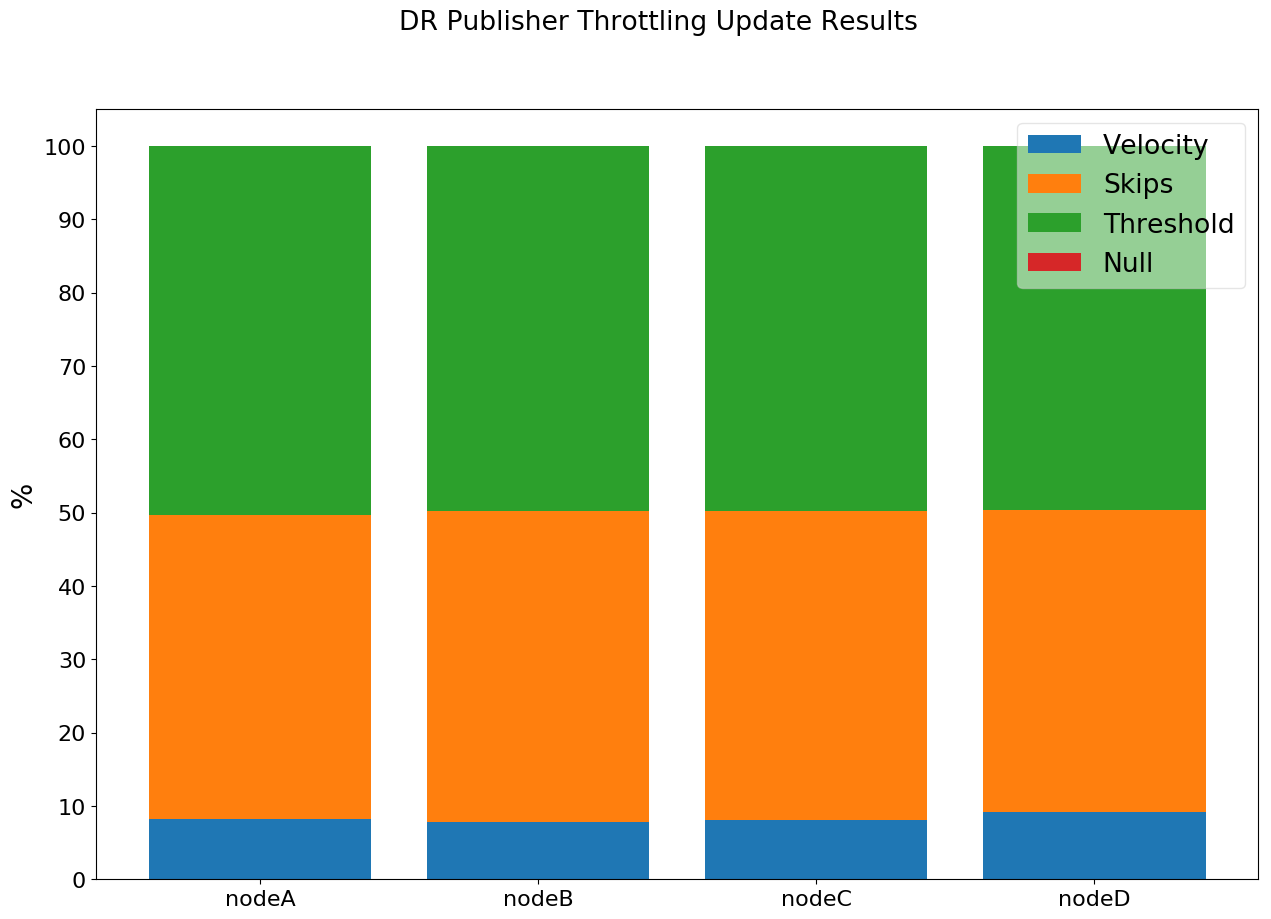 DR Publisher Throttling Update Results
Velocity
Skips
Threshold
Null
100
90
80
70
60
50
40
30
20
10
0
%
nodeA nodeB nodeC nodeD